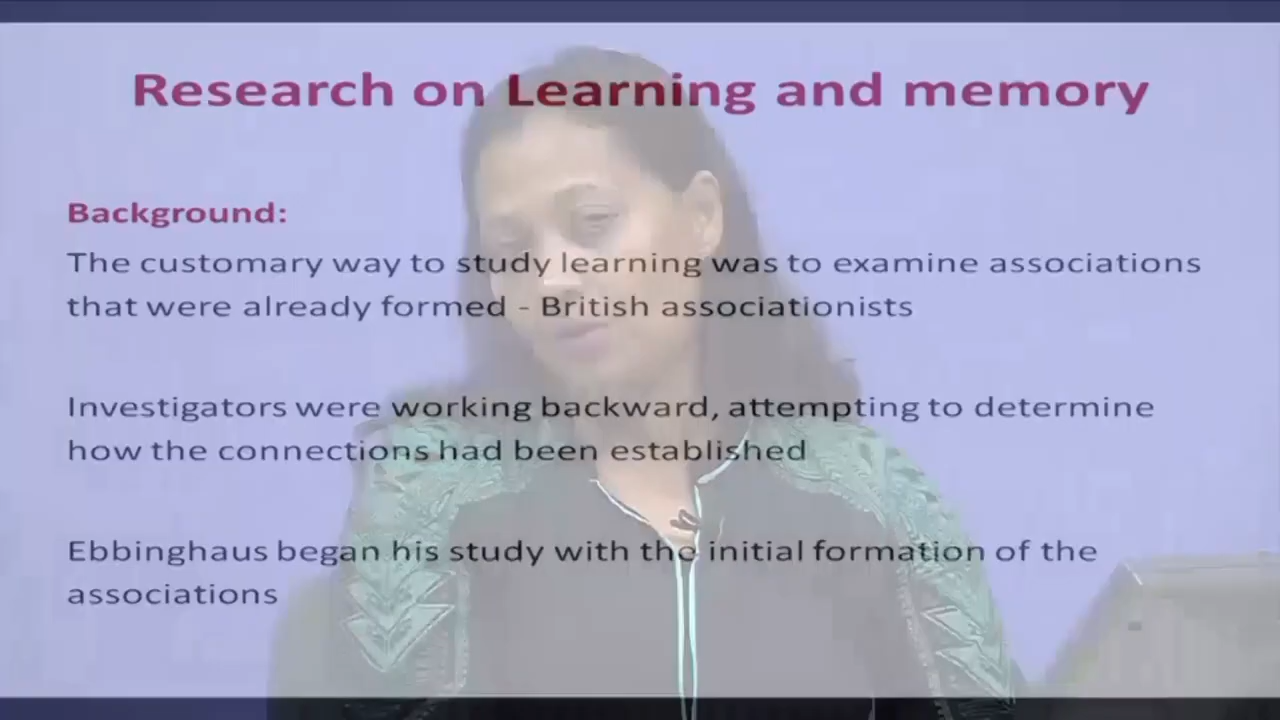 Research on Learning and memory
Background:
The customary way to study learning was to examine associations
that were already formed - British associationists
Investigators were working backward, attempting to determine
how the connections had been established
Ebbinghaus began his study with the initial formation of the
associations